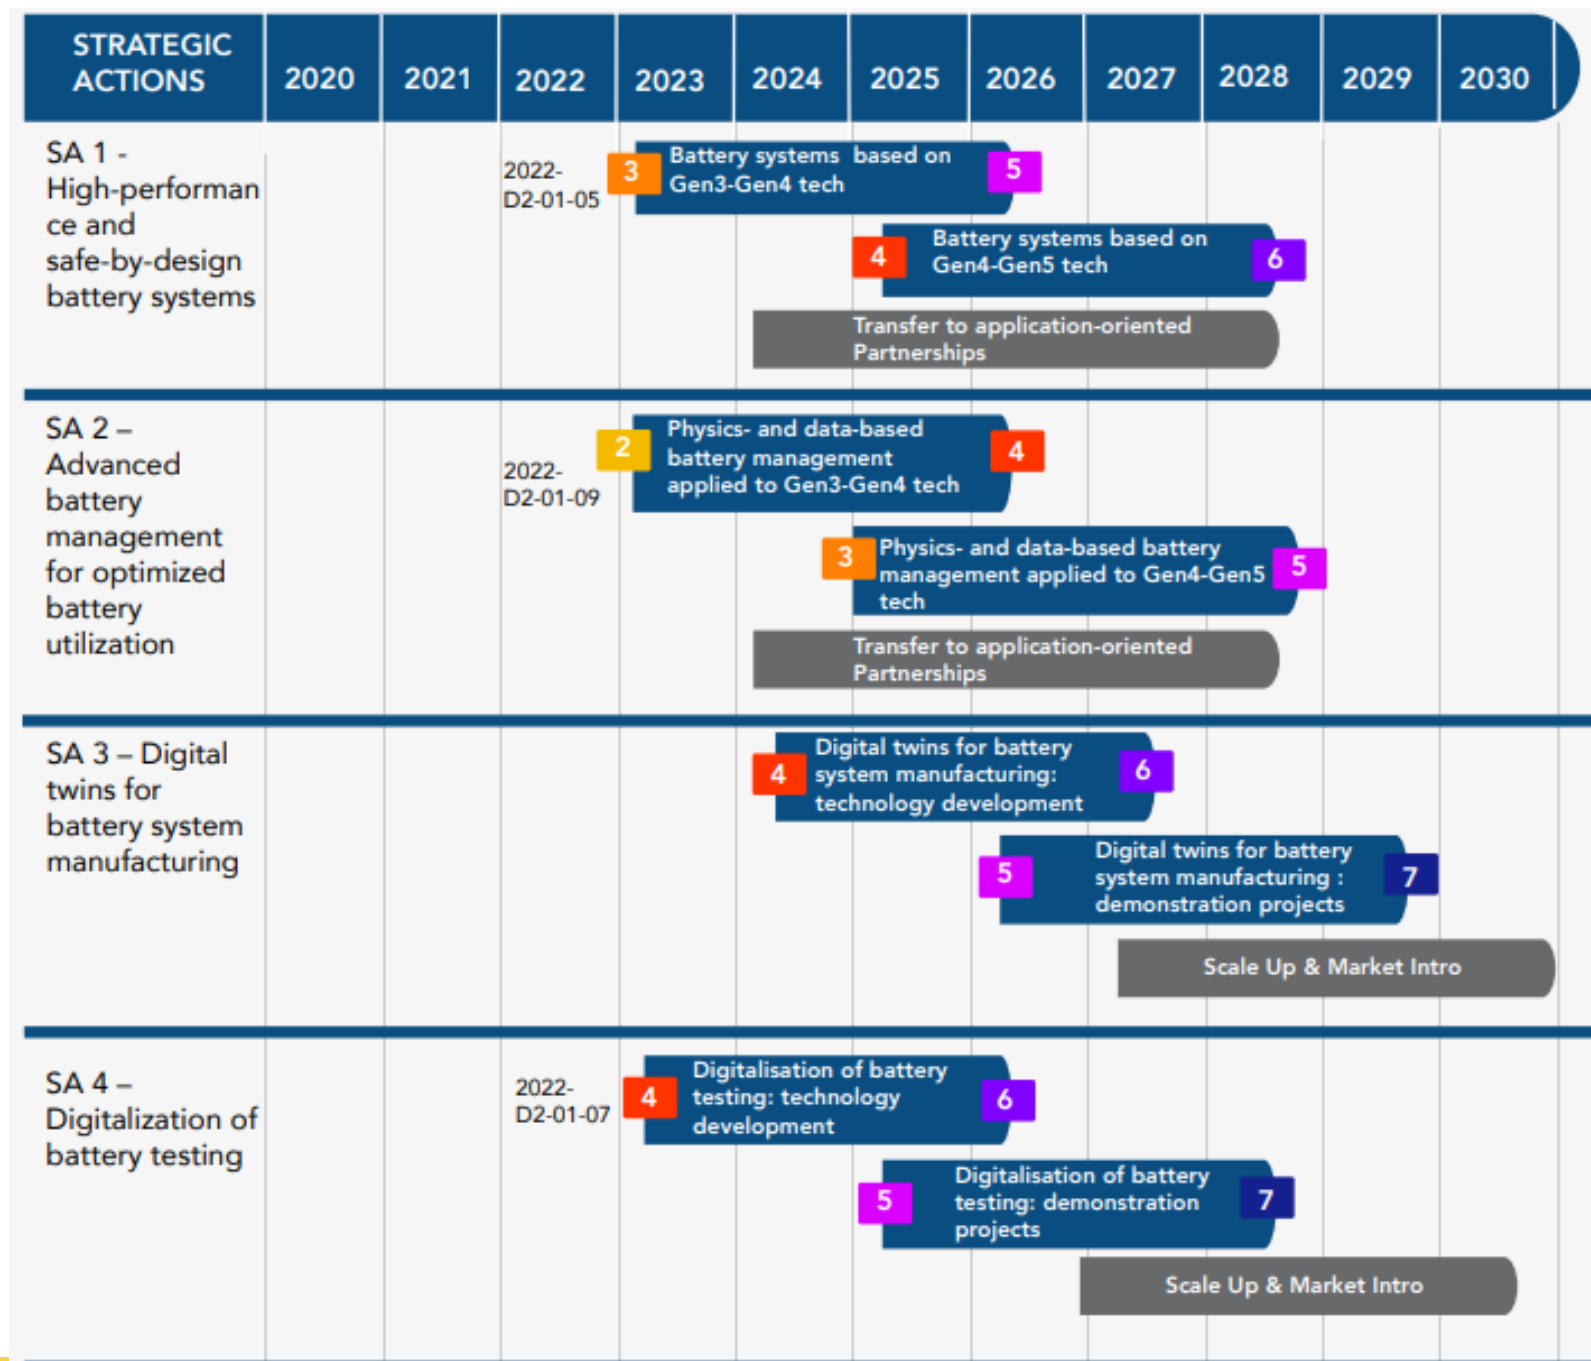 STRATEGIC
ACTIONS
2020
2021
2022
2023
2024
2025
2026
2027
2028
2029
2030
SA 1 -
High-performan
ce and
safe-by-design
battery systems
2022-
D2-01-05
3
Battery systems  based on
Gen3-Gen4 tech
5
4
Battery systems based on
Gen4-Gen5 tech
6
Transfer to application-oriented
Partnerships
SA 2 –
Advanced
battery
management
for optimized
battery
utilization
2022-
D2-01-09
2
Physics- and data-based
battery management
applied to Gen3-Gen4 tech
4
3
Physics- and data-based battery
management applied to Gen4-Gen5
tech
5
Transfer to application-oriented
Partnerships
SA 3 – Digital
twins for
battery system
manufacturing
4
Digital twins for battery
system manufacturing:
technology development
6
5
Digital twins for battery
system manufacturing :
demonstration projects
7
Scale Up & Market Intro
SA 4 –
Digitalization of
battery testing
2022-
D2-01-07
4
Digitalisation of battery
testing: technology
development
6
5
Digitalisation of battery
testing: demonstration
projects
7
Scale Up & Market Intro